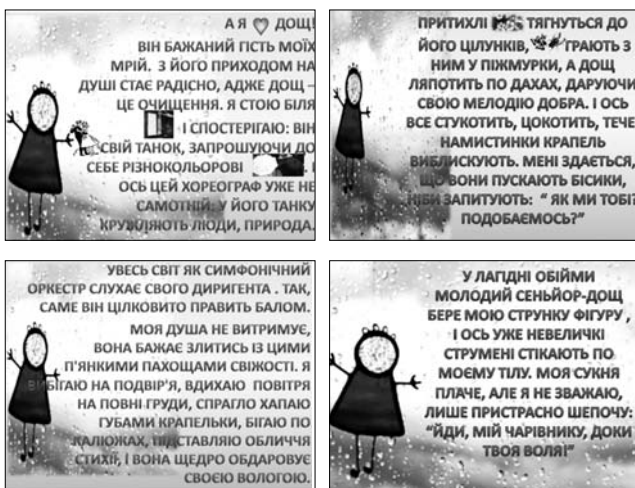 А Я ♡ ДОЩ!
ВІН БАЖАНИЙ ГІСТЬ МОЇХ
МРІЙ. З ЙОГО ПРИХОДОМ НА
ДУШІ СТАЄ РАДІСНО, АДЖЕ ДОЩ –
ЦЕ ОЧИЩЕННЯ. Я СТОЮ БІЛЯ
І СПОСТЕРІГАЮ: ВІН
СВІЙ ТАНОК, ЗАПРОШУЮЧИ ДО
СЕБЕ РІЗНОКОЛЬОРОВІ . І
ОСЬ ЦЕЙ ХОРЕОГРАФ УЖЕ НЕ
САМОТНІЙ: У ЙОГО ТАНКУ
КРУЖЛЯЮТЬ ЛЮДИ, ПРИРОДА.
ПРИТИХЛІ ТЯГНУТЬСЯ ДО
ЙОГО ЦІЛУНКІВ, ГРАЮТЬ З
НИМ У ПІЖМУРКИ, А ДОЩ
ЛЯПОТИТЬ ПО ДАХАХ, ДАРУЮЧИ
СВОЮ МЕЛОДІЮ ДОБРА. І ОСЬ
ВСЕ СТУКОТИТЬ, ЦОКОТИТЬ, ТЕЧЕ.
НАМИСТИНКИ КРАПЕЛЬ
ВИБЛИСКУЮТЬ. МЕНІ ЗДАЄТЬСЯ,
ЩО ВОНИ ПУСКАЮТЬ БІСИКИ,
НІБИ ЗАПИТУЮТЬ: “ ЯК МИ ТОБІ?
ПОДОБАЄМОСЬ?”
УВЕСЬ СВІТ ЯК СИМФОНІЧНИЙ
ОРКЕСТР СЛУХАЄ СВОГО ДИРИГЕНТА . ТАК,
САМЕ ВІН ЦІЛКОВИТО ПРАВИТЬ БАЛОМ.
МОЯ ДУША НЕ ВИТРИМУЄ,
ВОНА БАЖАЄ ЗЛИТИСЬ ІЗ ЦИМИ
П'ЯНКИМИ ПАХОЩАМИ СВІЖОСТІ. Я
ВИБІГАЮ НА ПОДВІР'Я, ВДИХАЮ ПОВІТРЯ
НА ПОВНІ ГРУДИ, СПРАГЛО ХАПАЮ
ГУБАМИ КРАПЕЛЬКИ, БІГАЮ ПО
КАЛЮЖАХ, ПІДСТАВЛЯЮ ОБЛИЧЧЯ
СТИХІЇ, І ВОНА ЩЕДРО ОБДАРОВУЄ
СВОЄЮ ВОЛОГОЮ.
У ЛАГІДНІ ОБІЙМИ
МОЛОДИЙ СЕНЬЙОР-ДОЩ
БЕРЕ МОЮ СТРУНКУ ФІГУРУ ,
І ОСЬ УЖЕ НЕВЕЛИЧКІ
СТРУМЕНІ СТІКАЮТЬ ПО
МОЄМУ ТІЛУ. МОЯ СУКНЯ
ПЛАЧЕ, АЛЕ Я НЕ ЗВАЖАЮ,
ЛИШЕ ПРИСТРАСНО ШЕПОЧУ:
“ЙДИ, МІЙ ЧАРІВНИКУ, ДОКИ
ТВОЯ ВОЛЯ!”